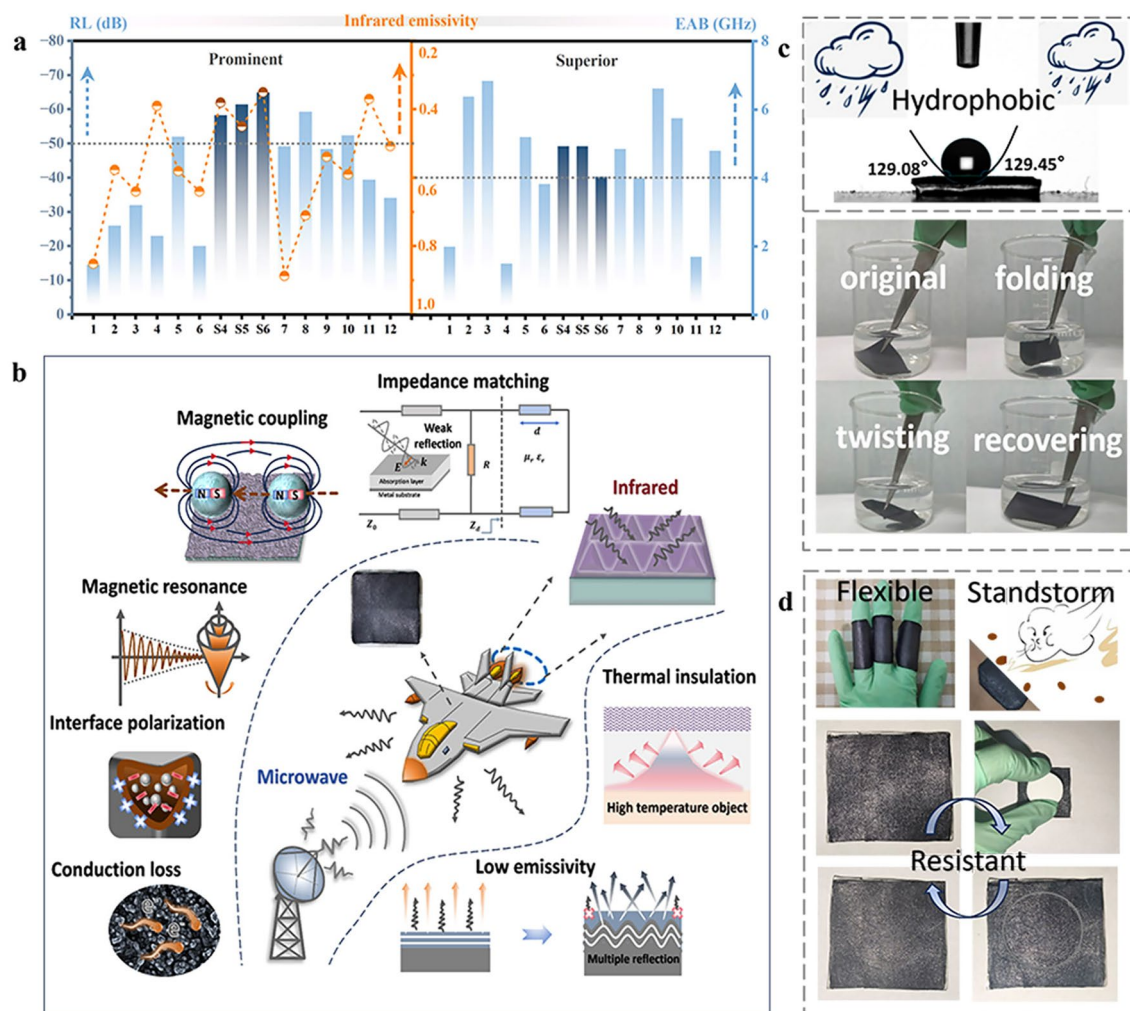 RL (dB) Infrared emissivity EAB (GHz)
a
−80 0.2 8
−70
−60 0.4 6
−50
−40 0.6 4
−30
−20 0.8 2
−10
0 1.0 0
Prominent
Superior
1 2 3 4 5 6 S4 S5 S6 7 8 9 10 11 12
1 2 3 4 5 6 S4 S5 S6 7 8 9 10 11 12
b
Impedance matching
Weak
reflection
E
k
Absorption layer
Metal substrate
R
d
μr εr
Z0
Zd
Magnetic coupling
N S
N S
Infrared
Magnetic resonance
Thermal insulation
High temperature object
Interface polarization
Microwave
Conduction loss
Low emissivity
Multiple reflection
c
Hydrophobic
129.08°
129.45°
original
folding
twisting
recovering
d
Flexible
Standstorm
Resistant